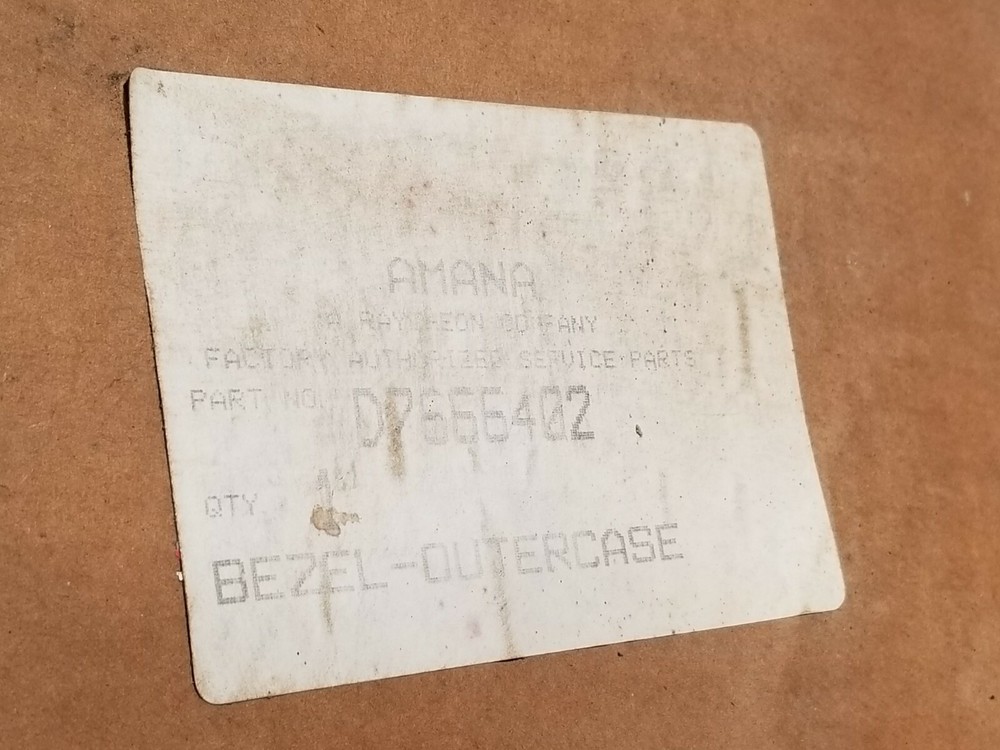 AMANA
A RAYTHEON COMPANY
FACTORY AUTHORIZED SERVICE PARTS
PART NO. D7666402
QTY
BEZEL-OUTERCASE